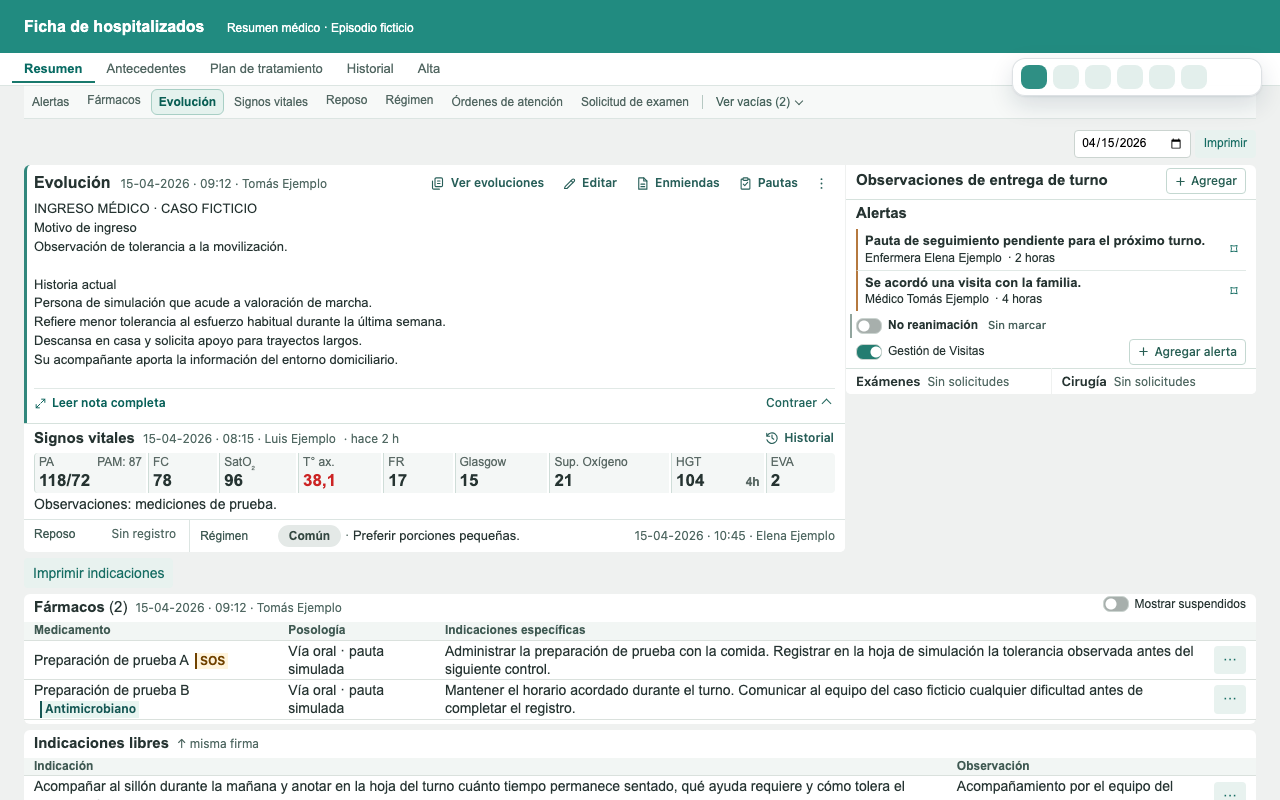 Ficha de hospitalizados
Resumen médico · Episodio ficticio
Resumen
Antecedentes
Plan de tratamiento
Historial
Alta
Alertas
Fármacos
Evolución
Signos vitales
Reposo
Régimen
Órdenes de atención
Solicitud de examen
Ver vacías (2)
04/15/2026
Imprimir
Evolución 15-04-2026 · 09:12 · Tomás Ejemplo
Ver evoluciones
Editar
Enmiendas
Pautas
INGRESO MÉDICO · CASO FICTICIO
Motivo de ingreso
Observación de tolerancia a la movilización.
Historia actual
Persona de simulación que acude a valoración de marcha.
Refiere menor tolerancia al esfuerzo habitual durante la última semana.
Descansa en casa y solicita apoyo para trayectos largos.
Su acompañante aporta la información del entorno domiciliario.
Leer nota completa
Contraer
Signos vitales 15-04-2026 · 08:15 · Luis Ejemplo · hace 2 h
Historial
PA PAM: 87
118/72
FC
78
SatO₂
96
T° ax.
38,1
FR
17
Glasgow
15
Sup. Oxígeno
21
HGT
104 4h
EVA
2
Observaciones: mediciones de prueba.
Reposo Sin registro
Régimen Común · Preferir porciones pequeñas.
15-04-2026 · 10:45 · Elena Ejemplo
Observaciones de entrega de turno
+ Agregar
Alertas
Pauta de seguimiento pendiente para el próximo turno.
Enfermera Elena Ejemplo · 2 horas
Se acordó una visita con la familia.
Médico Tomás Ejemplo · 4 horas
No reanimación Sin marcar
Gestión de Visitas
+ Agregar alerta
Exámenes Sin solicitudes
Cirugía Sin solicitudes
Imprimir indicaciones
Fármacos (2) 15-04-2026 · 09:12 · Tomás Ejemplo
Mostrar suspendidos
Medicamento
Posología
Indicaciones específicas
Preparación de prueba A SOS
Vía oral · pauta
simulada
Administrar la preparación de prueba con la comida. Registrar en la hoja de simulación la tolerancia observada antes del
siguiente control.
Preparación de prueba B
Antimicrobiano
Vía oral · pauta
simulada
Mantener el horario acordado durante el turno. Comunicar al equipo del caso ficticio cualquier dificultad antes de
completar el registro.
Indicaciones libres ↑ misma firma
Indicación
Observación
Acompañar al sillón durante la mañana y anotar en la hoja del turno cuánto tiempo permanece sentado, qué ayuda requiere y cómo tolera el
Acompañamiento por el equipo del